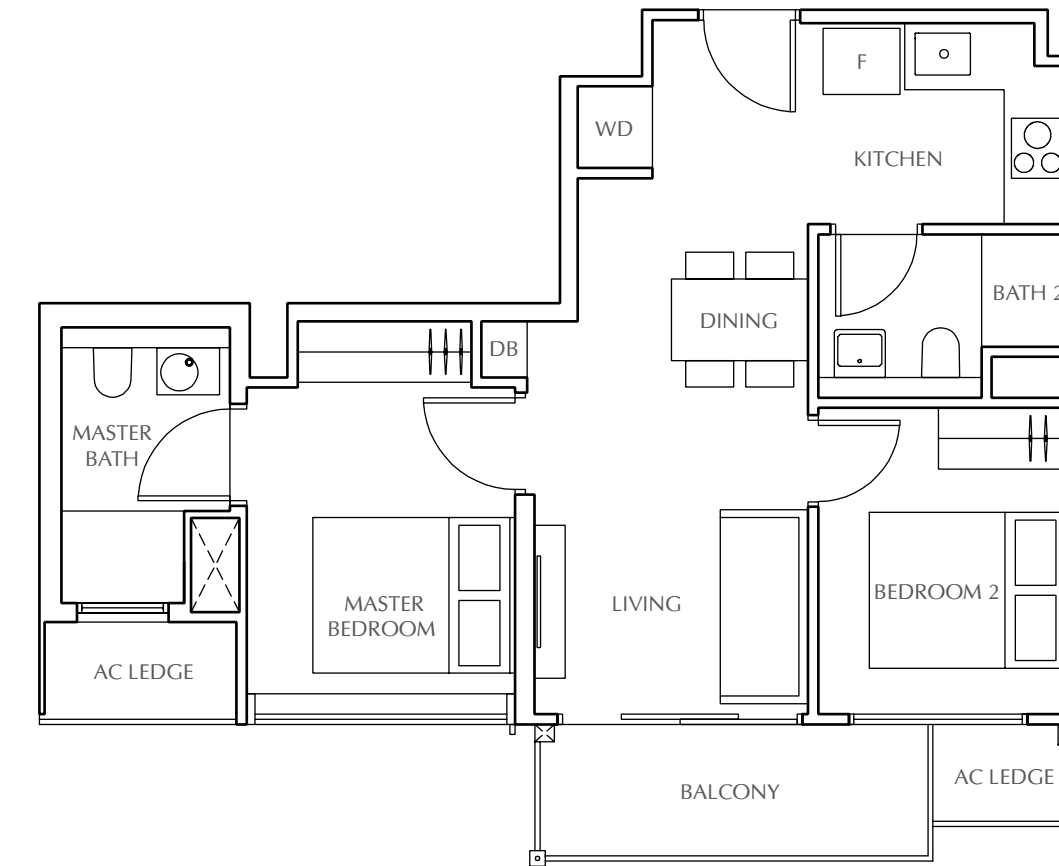 F
WD
KITCHEN
BATH 2
DINING
DB
MASTER
BATH
BEDROOM 2
MASTER
BEDROOM
LIVING
AC LEDGE
AC LEDGE
BALCONY